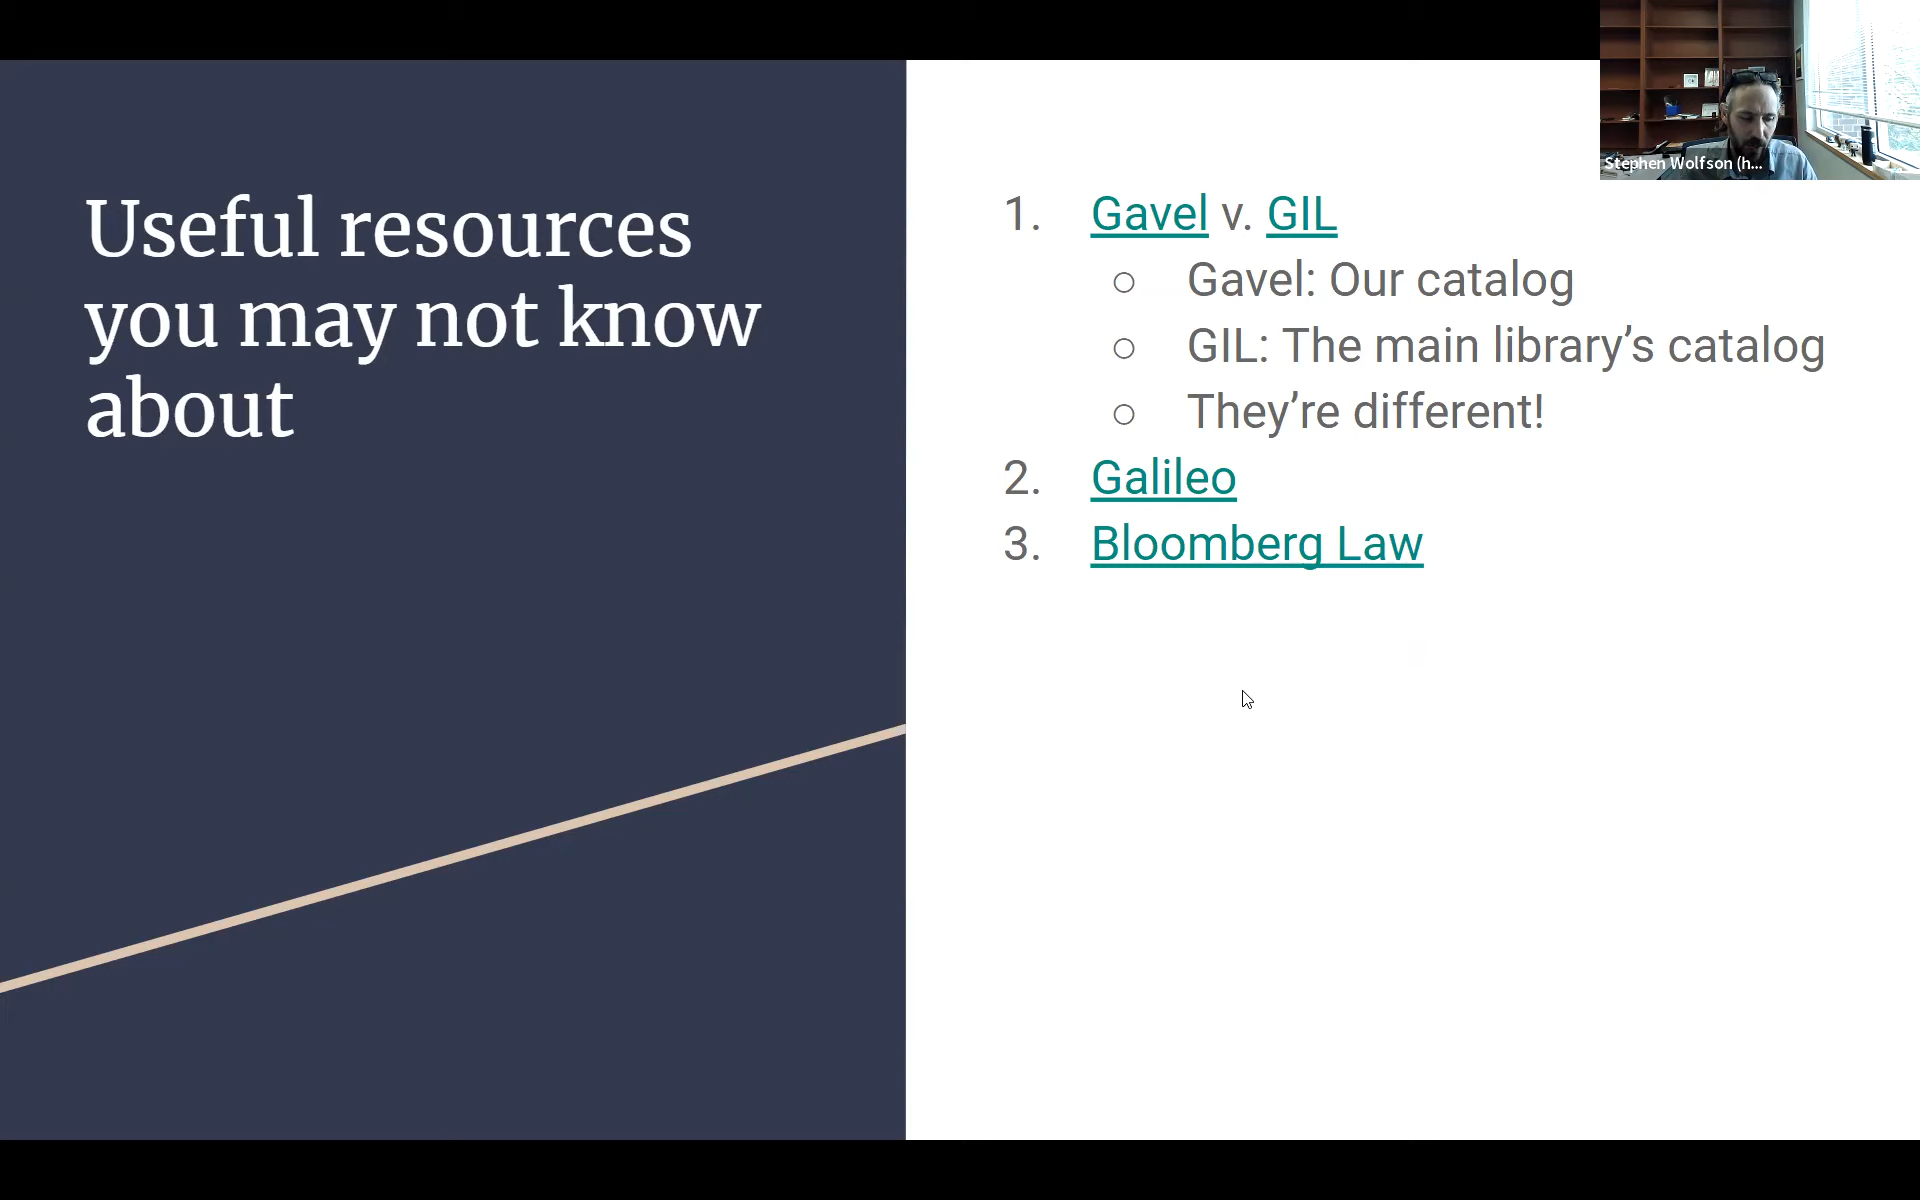 Useful resources
you may not know
about
1. Gavel v. GIL
○ Gavel: Our catalog
○ GIL: The main library’s catalog
○ They’re different!
2. Galileo
3. Bloomberg Law
Stephen Wolfson (h...